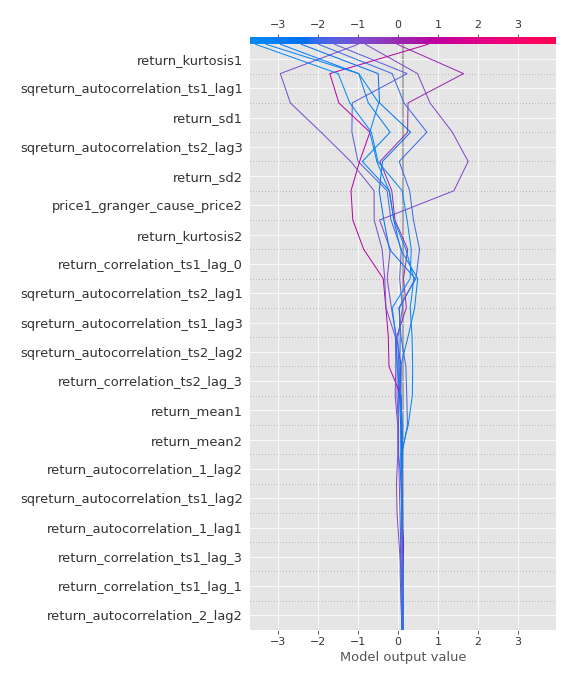 −3 −2 −1 0 1 2 3
return_kurtosis1
sqreturn_autocorrelation_ts1_lag1
return_sd1
sqreturn_autocorrelation_ts2_lag3
return_sd2
price1_granger_cause_price2
return_kurtosis2
return_correlation_ts1_lag_0
sqreturn_autocorrelation_ts2_lag1
sqreturn_autocorrelation_ts1_lag3
sqreturn_autocorrelation_ts2_lag2
return_correlation_ts2_lag_3
return_mean1
return_mean2
return_autocorrelation_1_lag2
sqreturn_autocorrelation_ts1_lag2
return_autocorrelation_1_lag1
return_correlation_ts1_lag_3
return_correlation_ts1_lag_1
return_autocorrelation_2_lag2
−3 −2 −1 0 1 2 3
Model output value